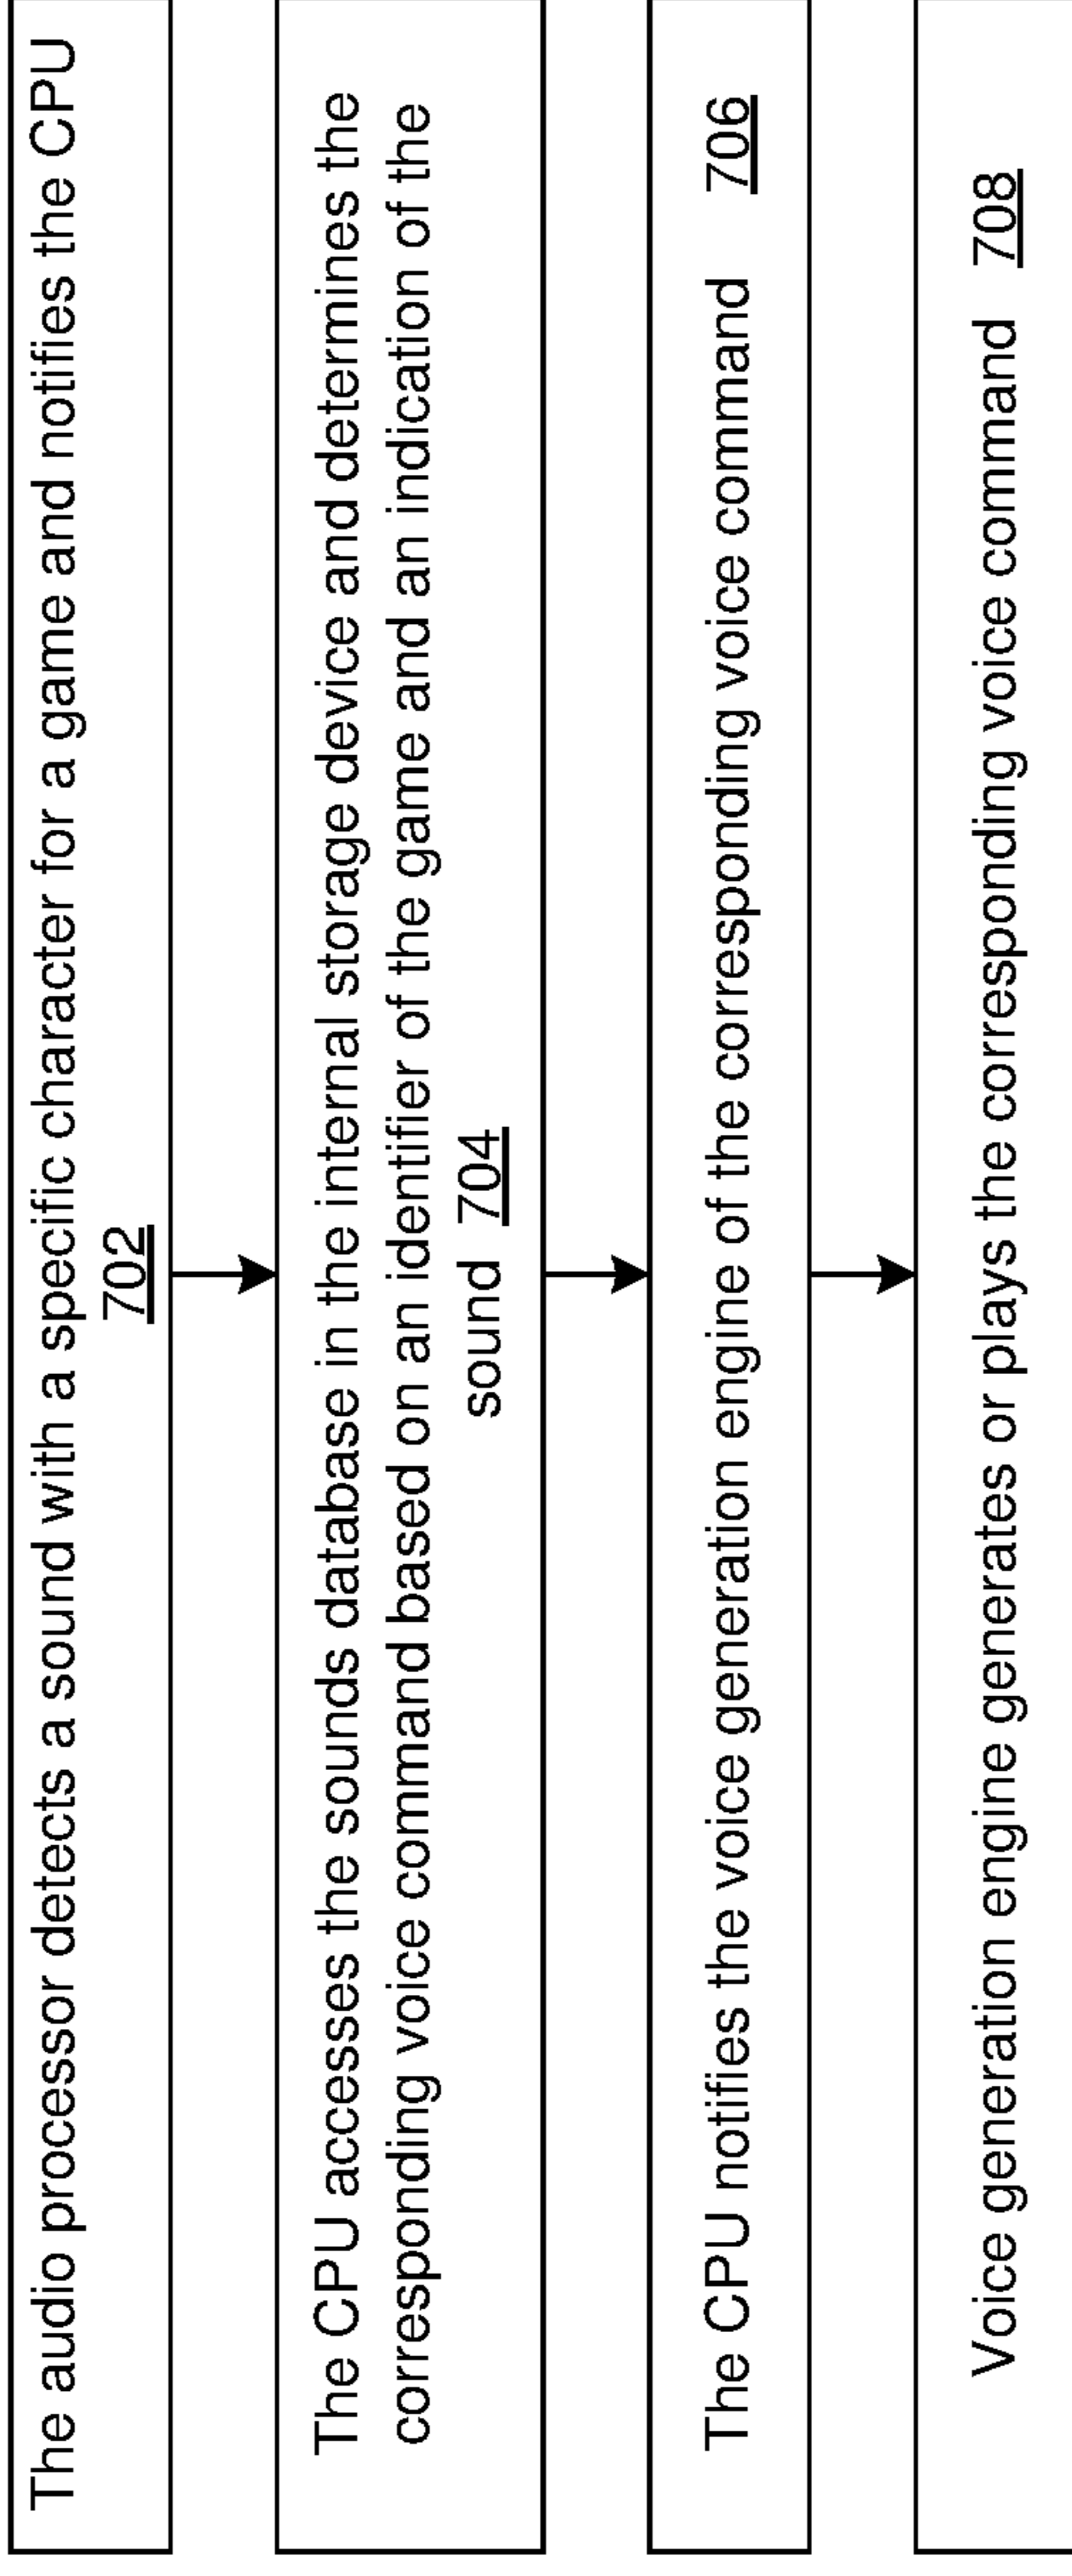 The audio processor detects a sound with a specific character for a game and notifies the CPU
702
The CPU accesses the sounds database in the internal storage device and determines the
corresponding voice command based on an identifier of the game and an indication of the
sound 704
The CPU notifies the voice generation engine of the corresponding voice command 706
Voice generation engine generates or plays the corresponding voice command 708